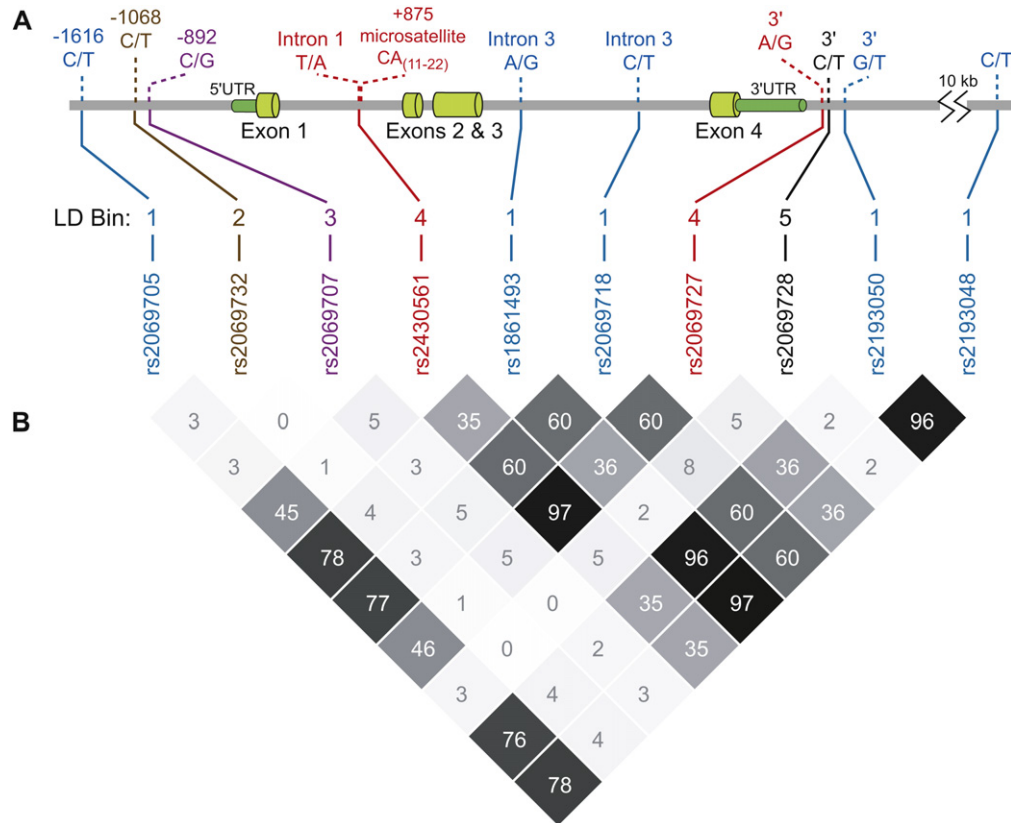 A
-1616 C/T
-1068 C/T
-892 C/G
Intron 1 T/A
+875 microsatellite CA(11-22)
Intron 3 A/G
Intron 3 C/T
3' A/G
3' C/T
3' G/T
C/T
10 kb
5'UTR
3'UTR
Exon 1
Exons 2 & 3
Exon 4
LD Bin: 1 2 3 4 1 1 4 5 1 1
rs2069705 rs2069732 rs2069707 rs2430561 rs1861493 rs2069718 rs2069727 rs2069728 rs2193050 rs2193048
B
3 0 5 35 60 60 5 2 96
3 1 3 60 36 8 36 2
45 4 5 97 2 60 36
78 3 5 5 96 60
77 1 0 35 97
46 0 2 35
3 4 3
76 4
78